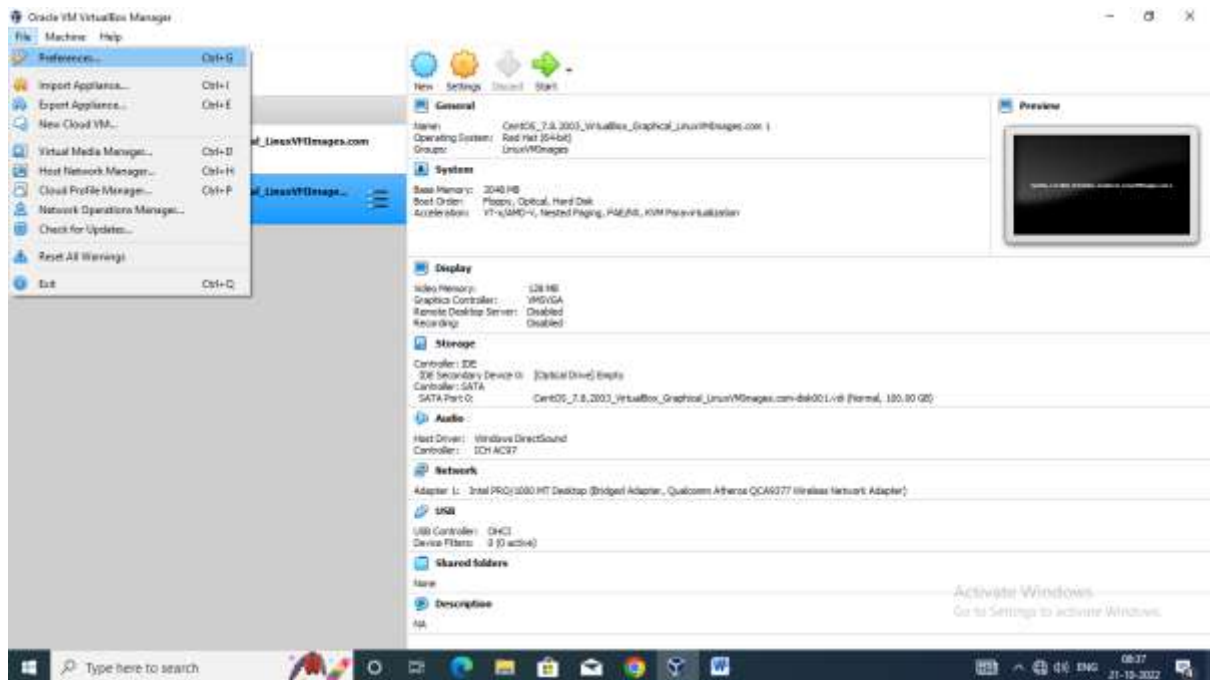 Oracle VM VirtualBox Manager
File Machine Help
Preferences... Ctrl+G
Import Appliance... Ctrl+I
Export Appliance... Ctrl+E
New Cloud VM...
Virtual Media Manager... Ctrl+D
Host Network Manager... Ctrl+H
Cloud Profile Manager... Ctrl+P
Network Operations Manager...
Check for Updates...
Reset All Warnings
Exit Ctrl+Q
al_LinuxVMImages.com
al_LinuxVMImage...
New Settings Discard Start
General
Name: CentOS_7.8.2003_VirtualBox_Graphical_LinuxVMImages.com 1
Operating System: Red Hat (64-bit)
Groups: LinuxVMImages
System
Base Memory: 2048 MB
Boot Order: Floppy, Optical, Hard Disk
Acceleration: VT-x/AMD-V, Nested Paging, PAE/NX, KVM Paravirtualization
Preview
Display
Video Memory: 128 MB
Graphics Controller: VMSVGA
Remote Desktop Server: Disabled
Recording: Disabled
Storage
Controller: IDE
IDE Secondary Device 0: [Optical Drive] Empty
Controller: SATA
SATA Port 0: CentOS_7.8.2003_VirtualBox_Graphical_LinuxVMImages.com-disk001.vdi (Normal, 100.00 GB)
Audio
Host Driver: Windows DirectSound
Controller: ICH AC97
Network
Adapter 1: Intel PRO/1000 MT Desktop (Bridged Adapter, Qualcomm Atheros QCA9377 Wireless Network Adapter)
USB
USB Controller: OHCI
Device Filters: 0 (0 active)
Shared folders
None
Description
NA
Activate Windows
Go to Settings to activate Windows.
Type here to search
ENG
08:37
21-10-2022